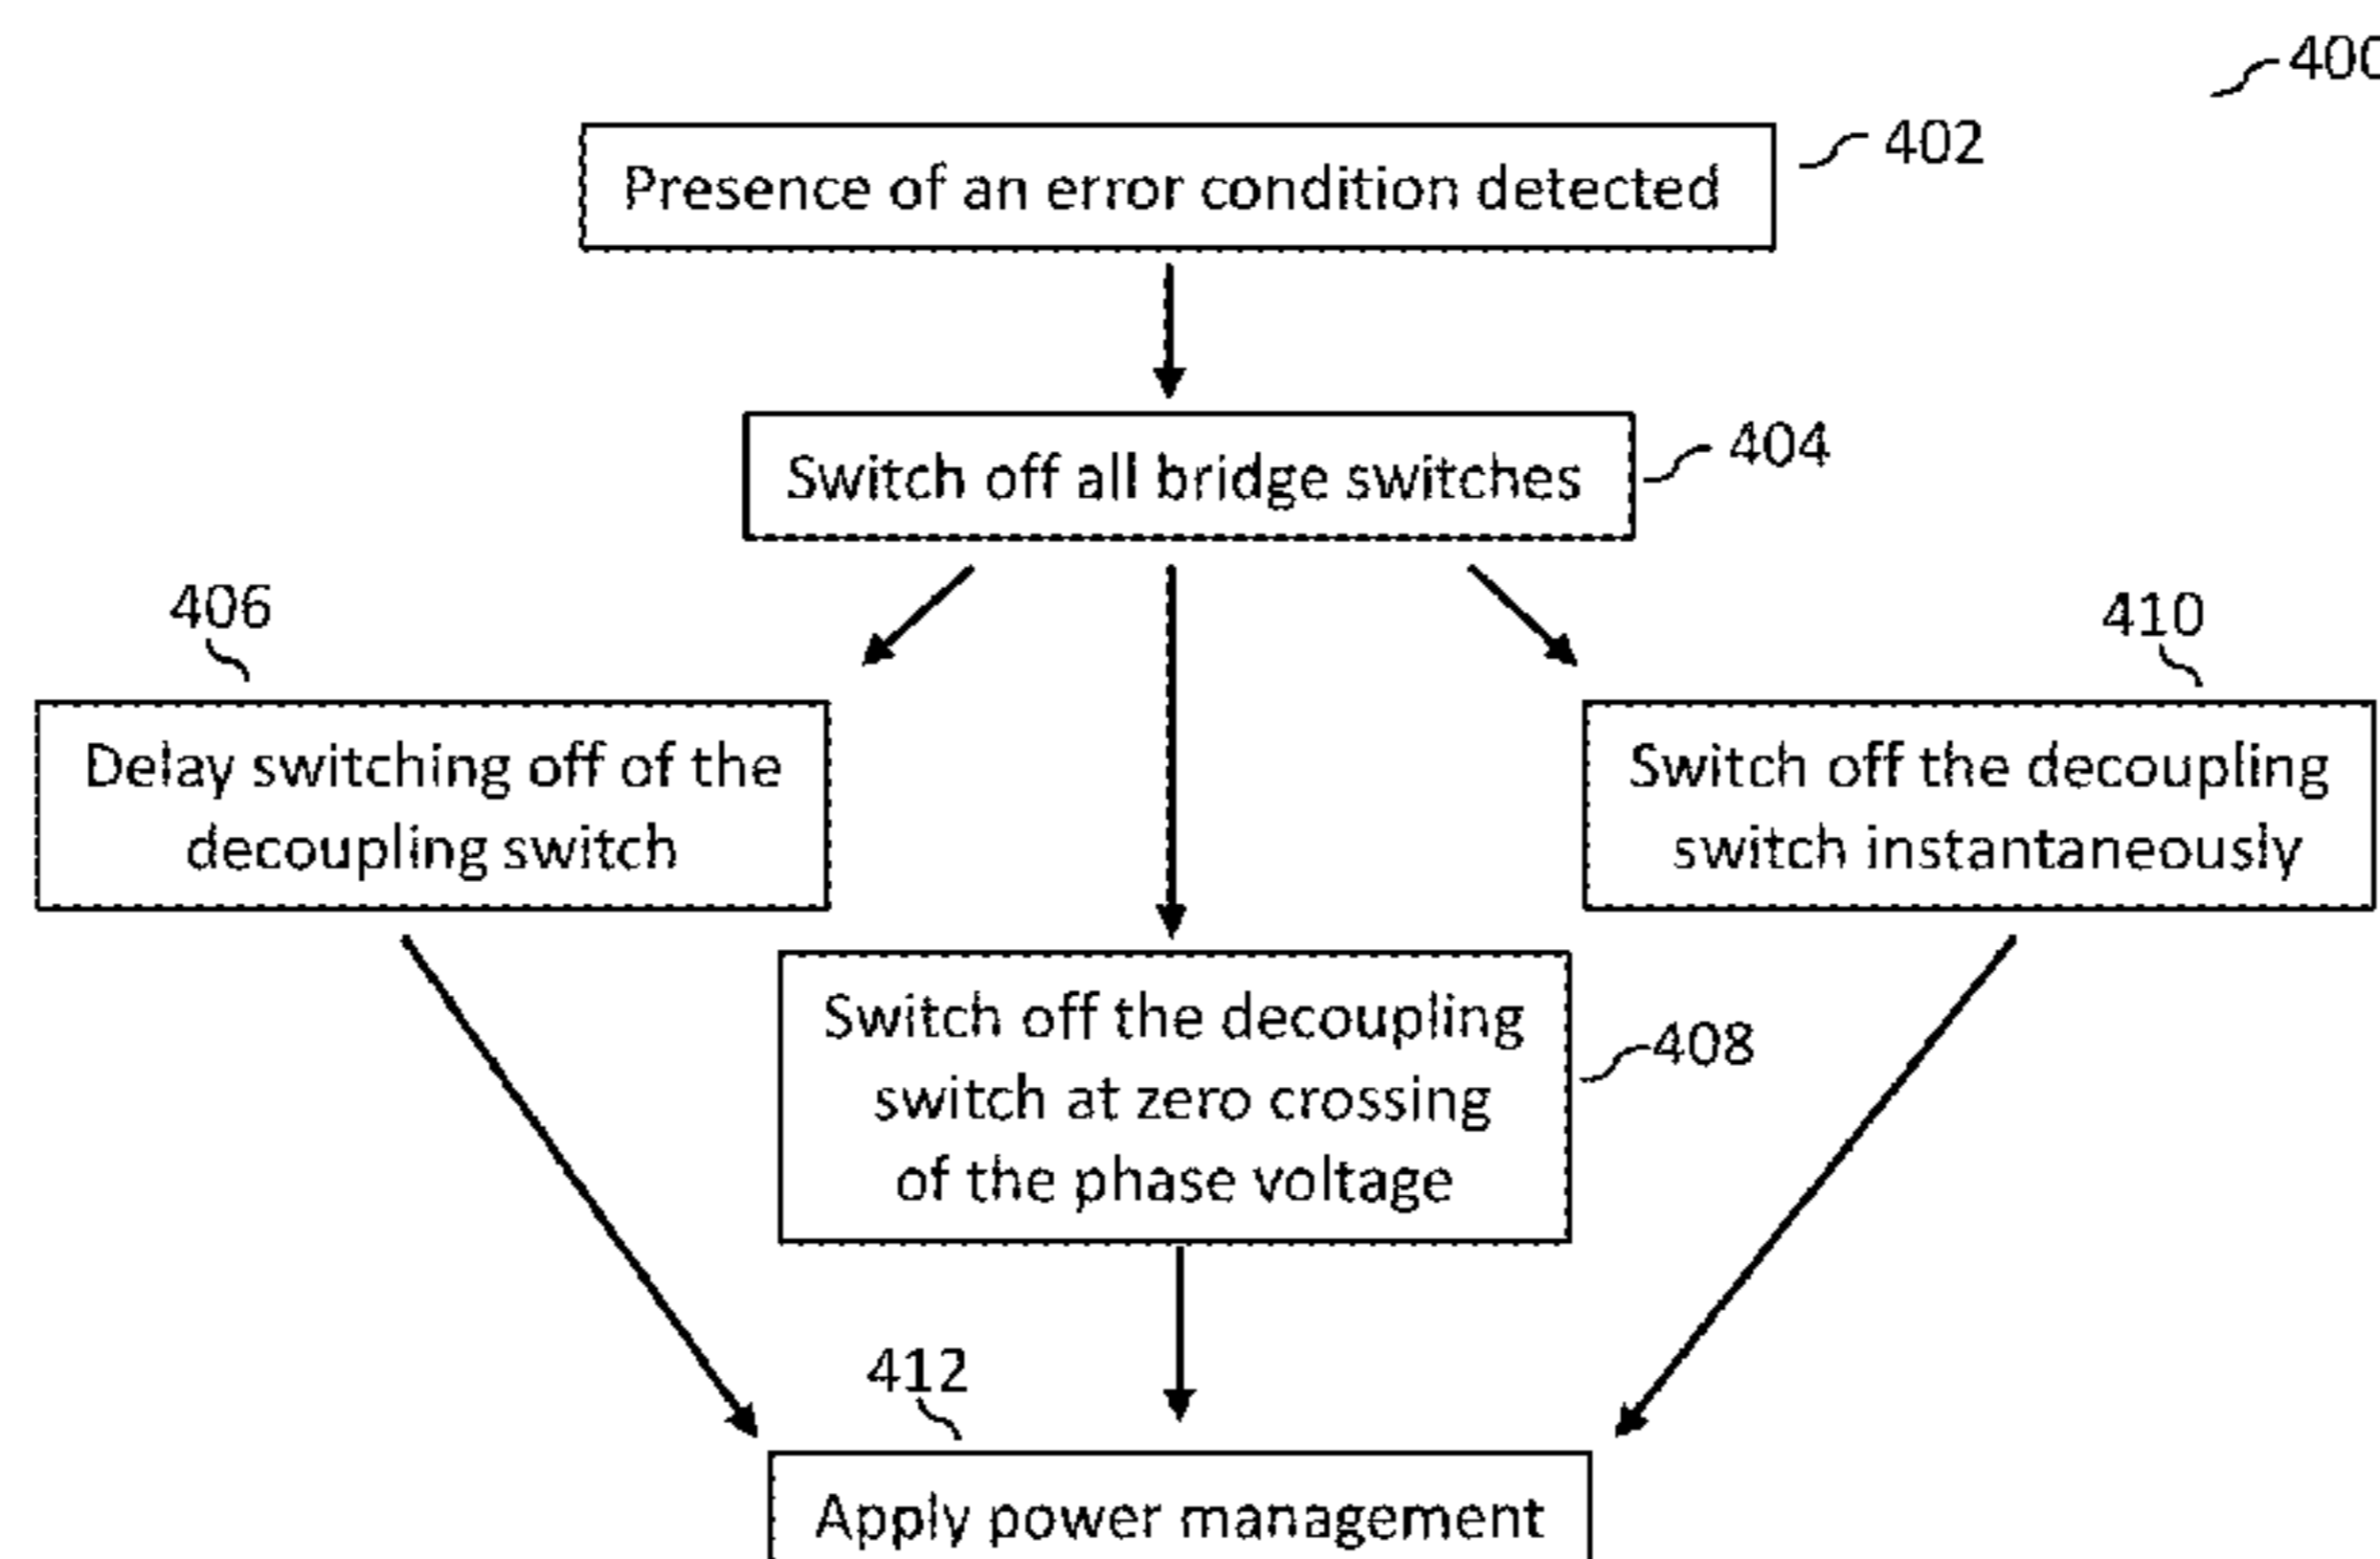 400
402
Presence of an error condition detected
404
Switch off all bridge switches
406
410
Delay switching off of the
decoupling switch
Switch off the decoupling
switch instantaneously
Switch off the decoupling
switch at zero crossing
of the phase voltage
408
412
Apply power management